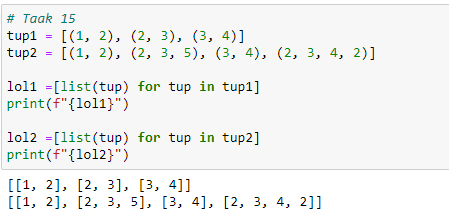 # Taak 15
tup1 = [(1, 2), (2, 3), (3, 4)]
tup2 = [(1, 2), (2, 3, 5), (3, 4), (2, 3, 4, 2)]

lol1 =[list(tup) for tup in tup1]
print(f"{lol1}")

lol2 =[list(tup) for tup in tup2]
print(f"{lol2}")

[[1, 2], [2, 3], [3, 4]]
[[1, 2], [2, 3, 5], [3, 4], [2, 3, 4, 2]]